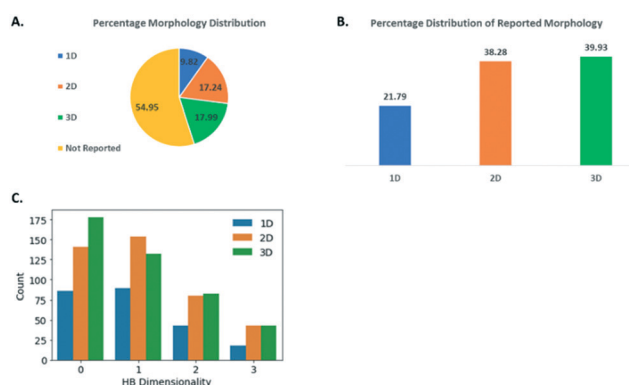 A.
Percentage Morphology Distribution
1D
2D
3D
Not Reported
9.82
17.24
17.99
54.95
B.
Percentage Distribution of Reported Morphology
21.79
38.28
39.93
1D
2D
3D
C.
175
150
125
100
75
50
25
0
Count
1D
2D
3D
0 1 2 3
HB Dimensionality